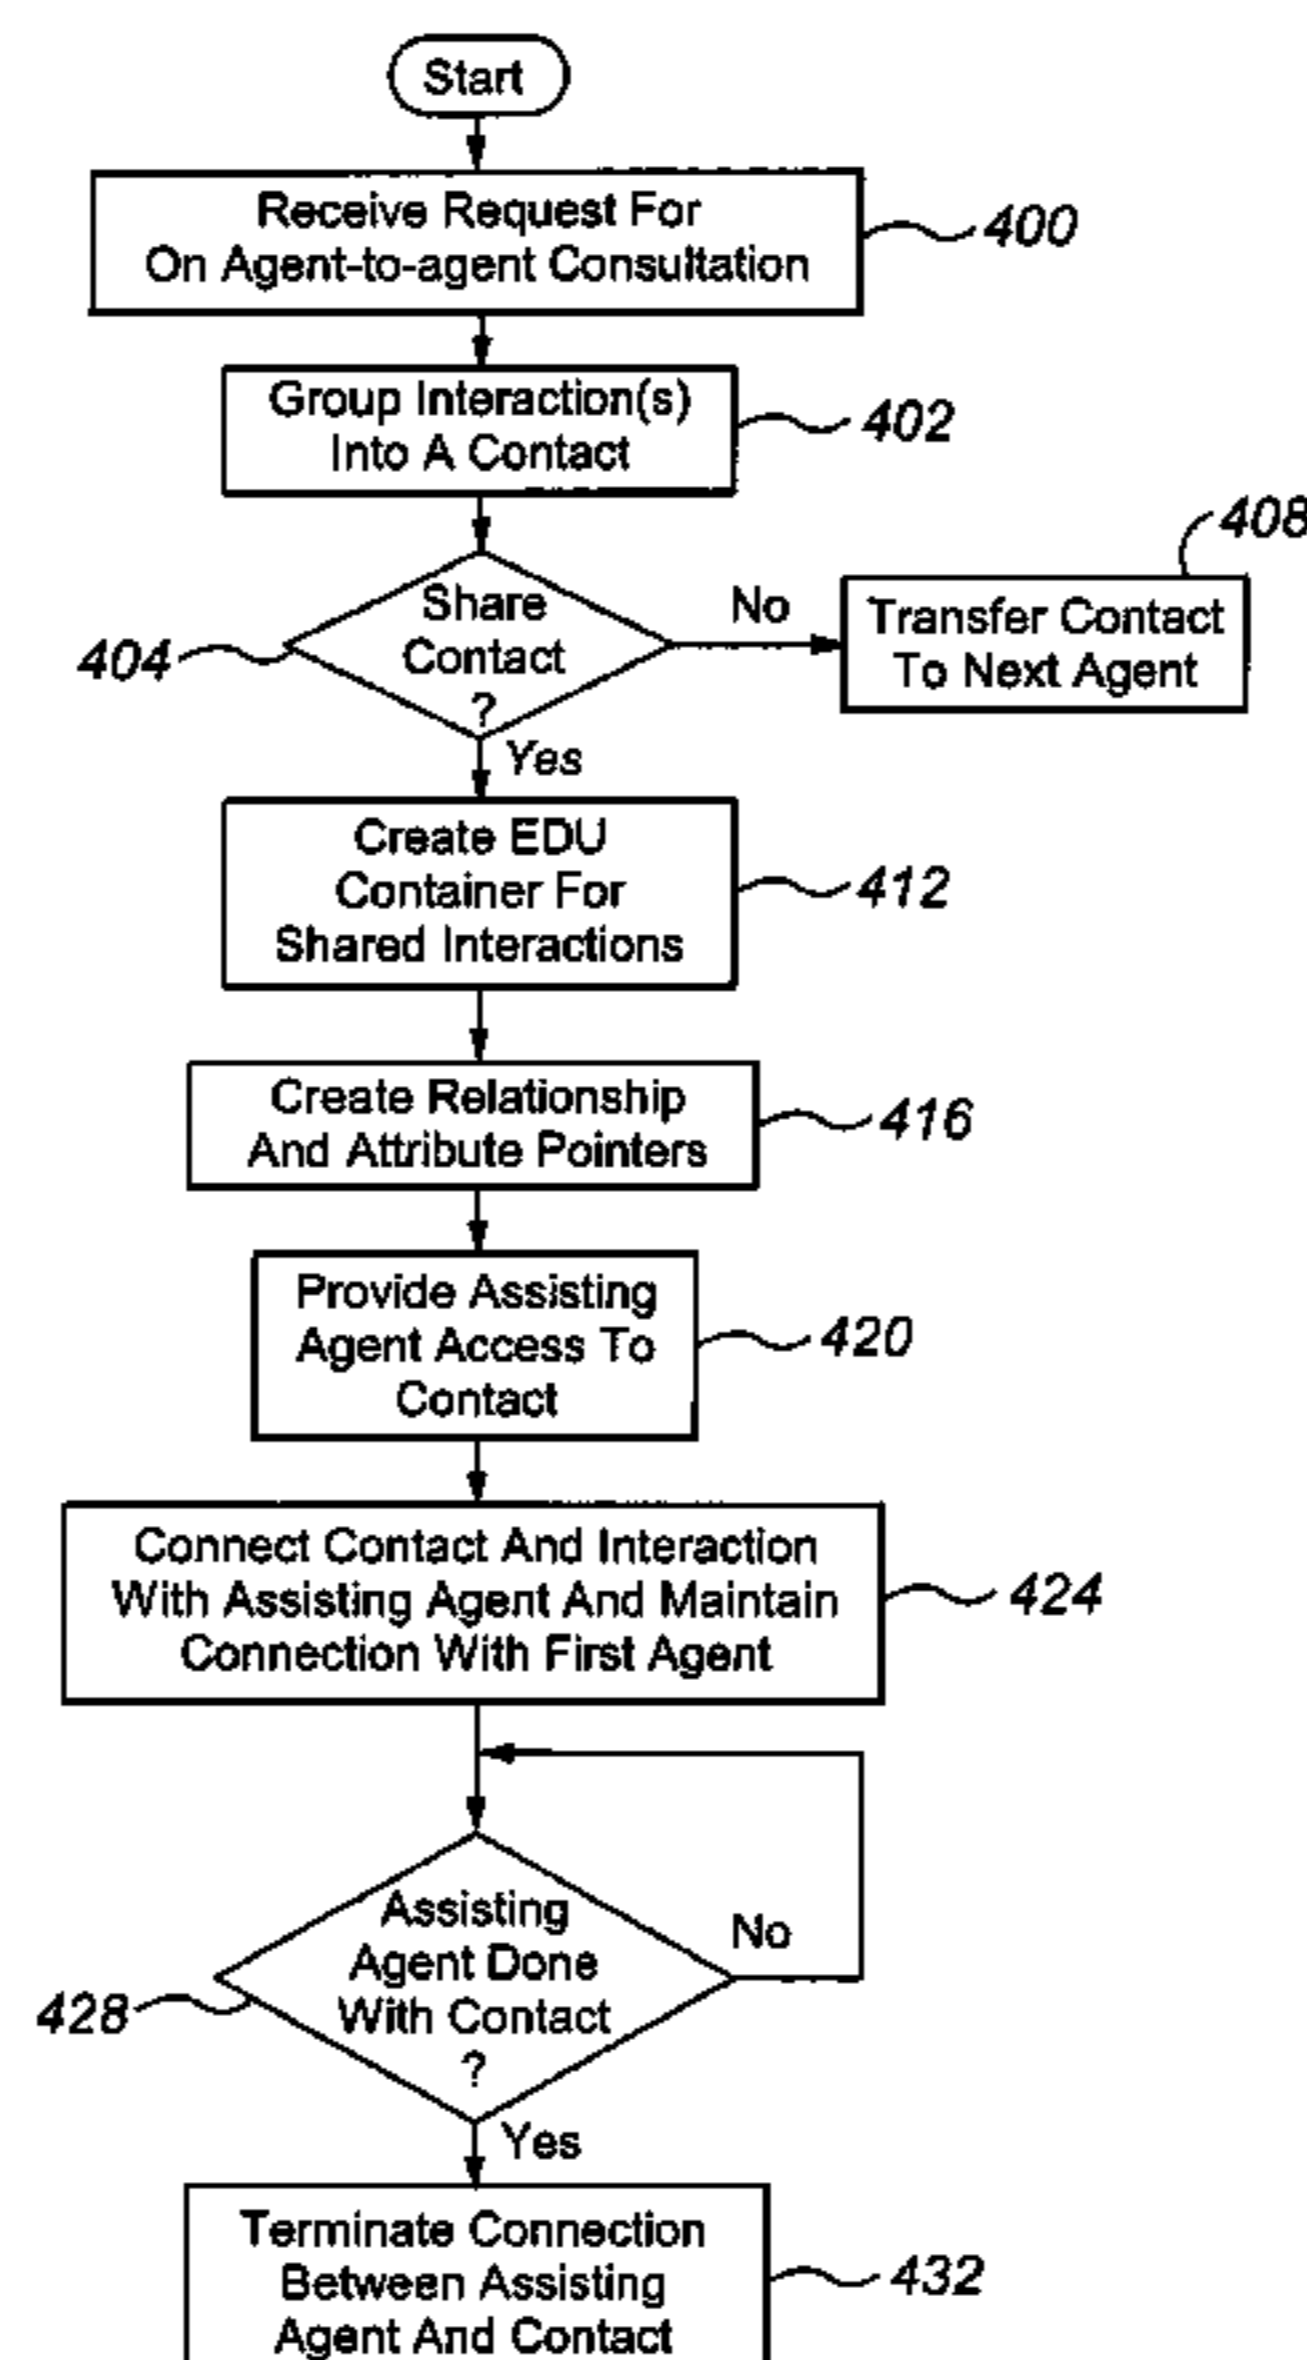 Start
Receive Request For
On Agent-to-agent Consultation
400
Group Interaction(s)
Into A Contact
402
Share
Contact
?
404
No
Transfer Contact
To Next Agent
408
Yes
Create EDU
Container For
Shared Interactions
412
Create Relationship
And Attribute Pointers
416
Provide Assisting
Agent Access To
Contact
420
Connect Contact And Interaction
With Assisting Agent And Maintain
Connection With First Agent
424
Assisting
Agent Done
With Contact
?
428
No
Yes
Terminate Connection
Between Assisting
Agent And Contact
432